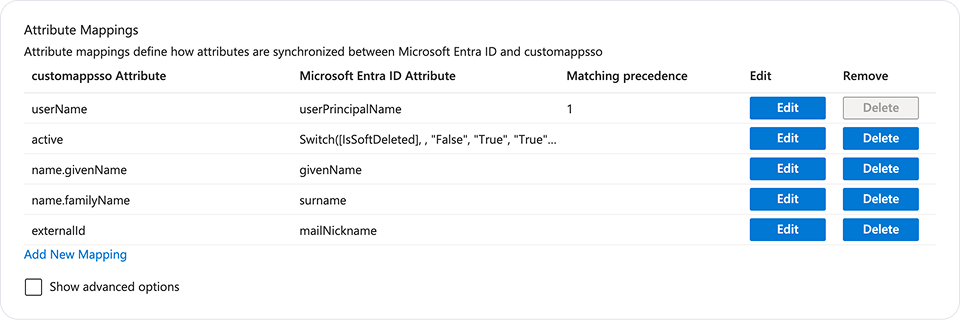 Attribute Mappings
Attribute mappings define how attributes are synchronized between Microsoft Entra ID and customappsso
customappsso Attribute Microsoft Entra ID Attribute Matching precedence Edit Remove
userName userPrincipalName 1 Edit Delete
active Switch([IsSoftDeleted], , "False", "True", "True"... Edit Delete
name.givenName givenName Edit Delete
name.familyName surname Edit Delete
externalId mailNickname Edit Delete
Add New Mapping
Show advanced options